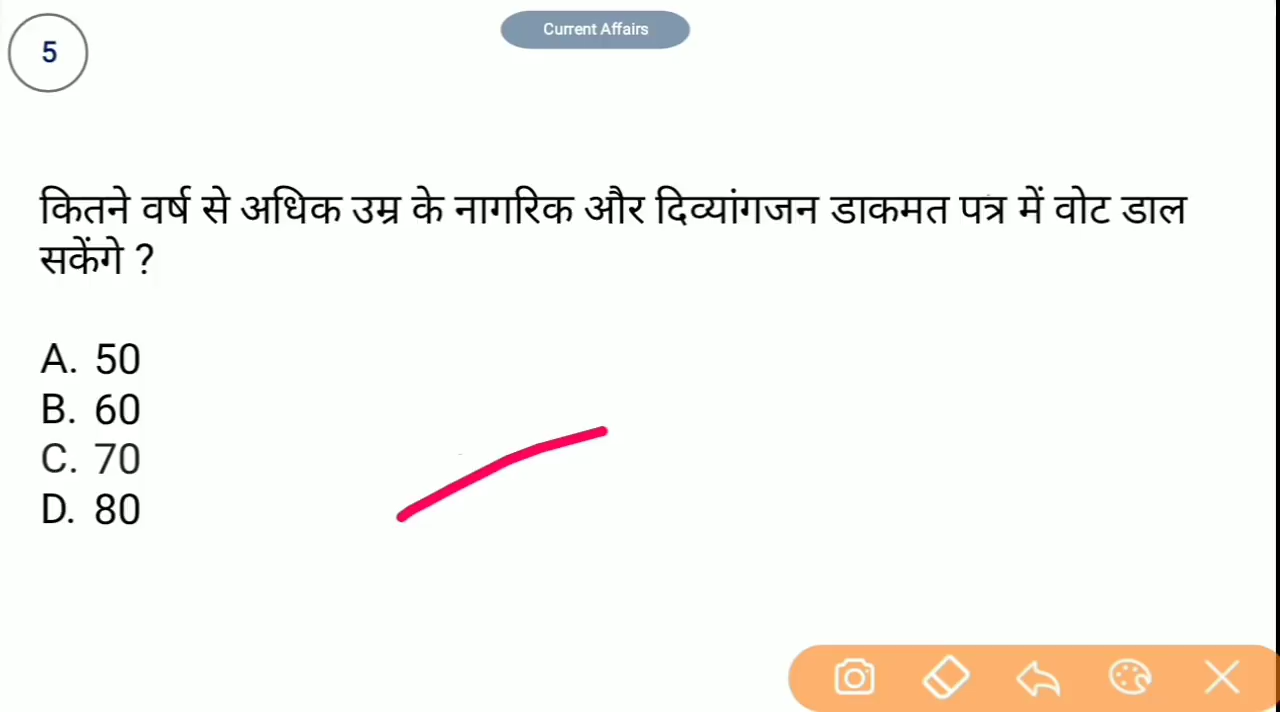 5
Current Affairs
कितने वर्ष से अधिक उम्र के नागरिक और दिव्यांगजन डाकमत पत्र में वोट डाल
सकेंगे ?
A. 50
B. 60
C. 70
D. 80